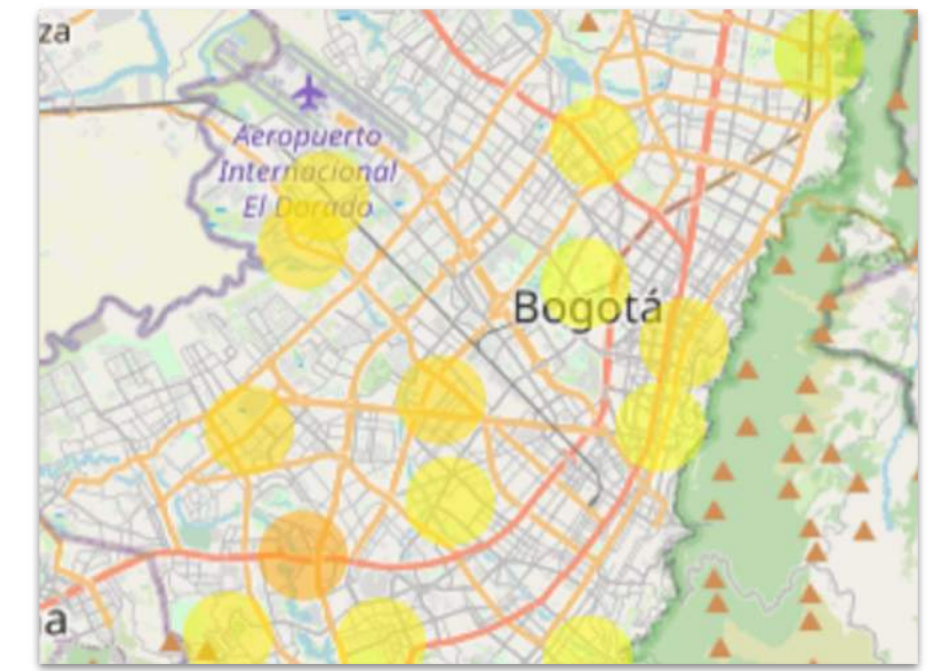 za
Aeropuerto
Internacional
El Dorado
Bogotá
a